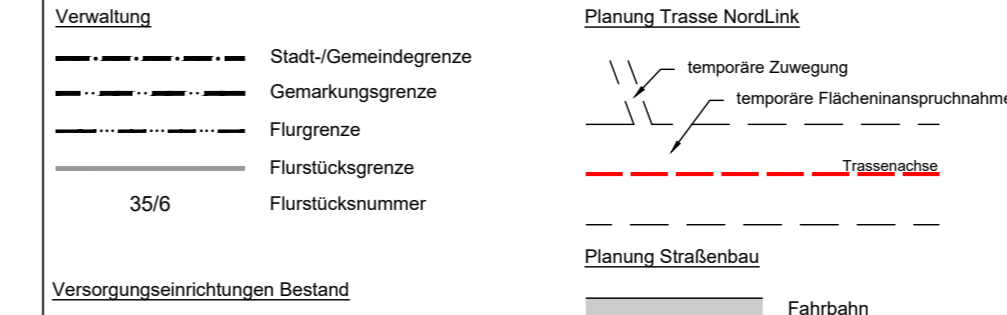 Verwaltung
Stadt-/Gemeindegrenze
Gemarkungsgrenze
Flurgrenze
Flurstücksgrenze
35/6 Flurstücksnummer
Versorgungseinrichtungen Bestand
Planung Trasse NordLink
temporäre Zuwegung
temporäre Flächeninanspruchnahme
Trassenachse
Planung Straßenbau
Fahrbahn